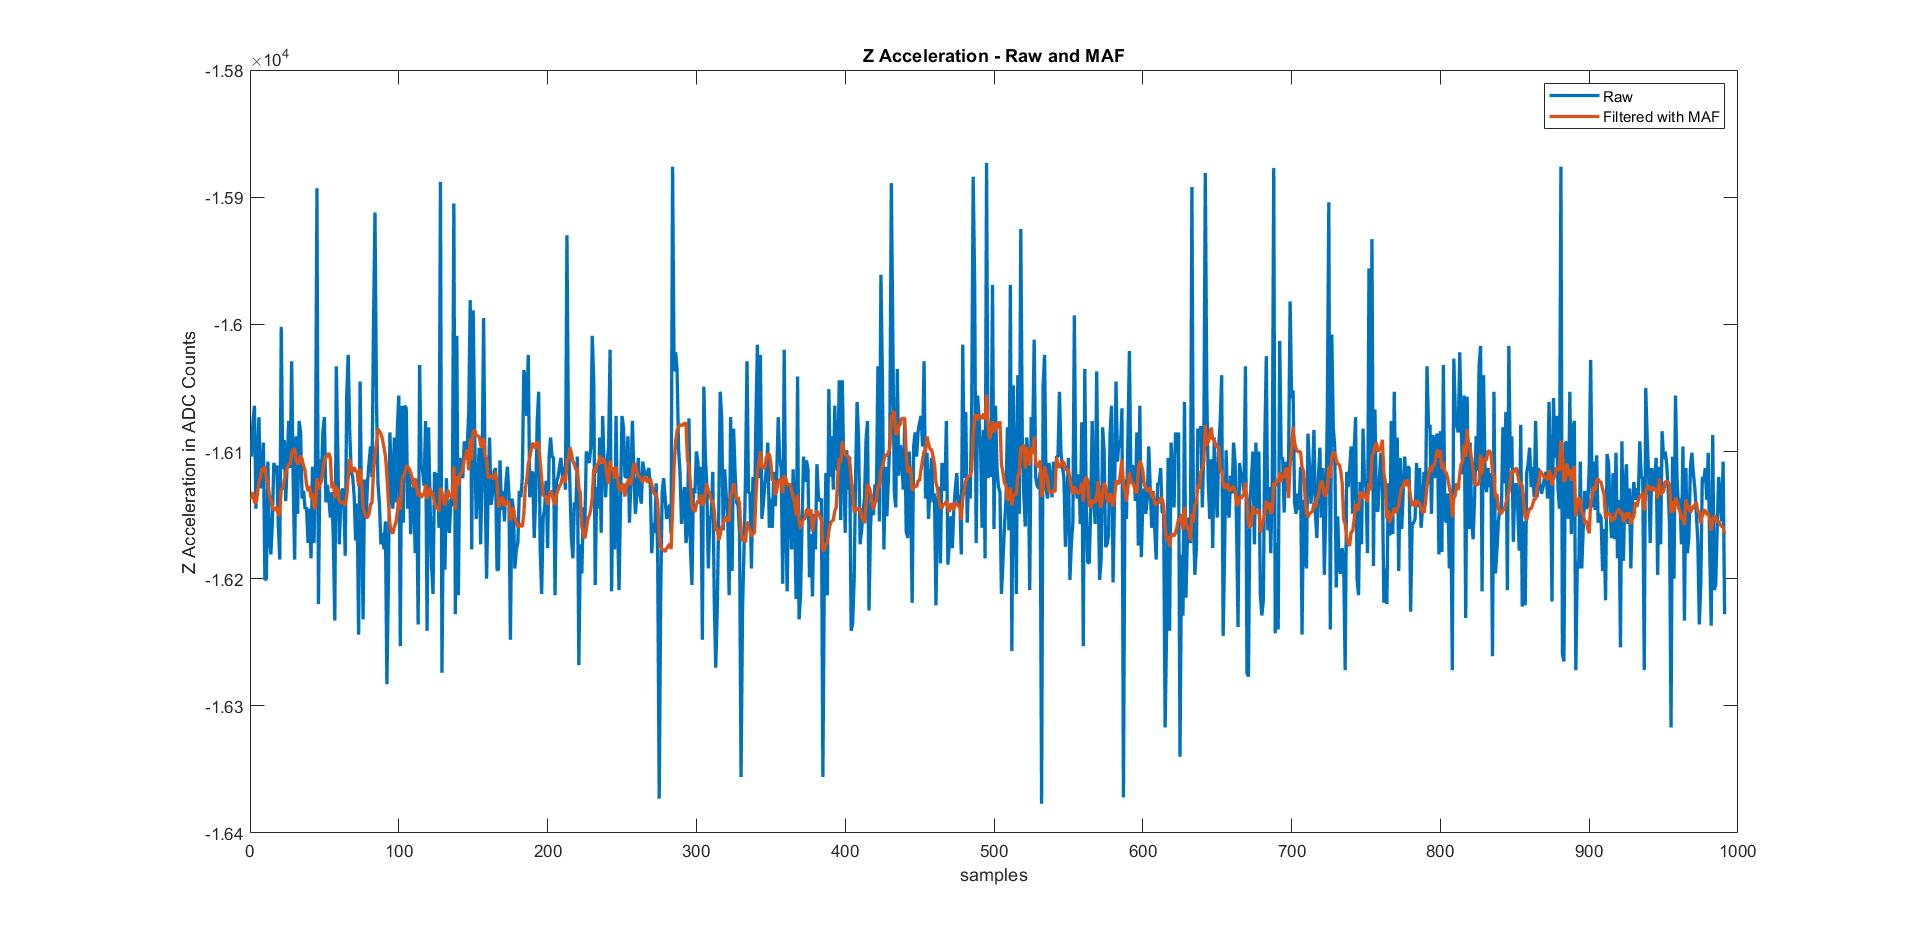 Z Acceleration - Raw and MAF
×10⁴
-1.58
-1.59
-1.6
-1.61
-1.62
-1.63
-1.64
Z Acceleration in ADC Counts
Raw
Filtered with MAF
0 100 200 300 400 500 600 700 800 900 1000
samples